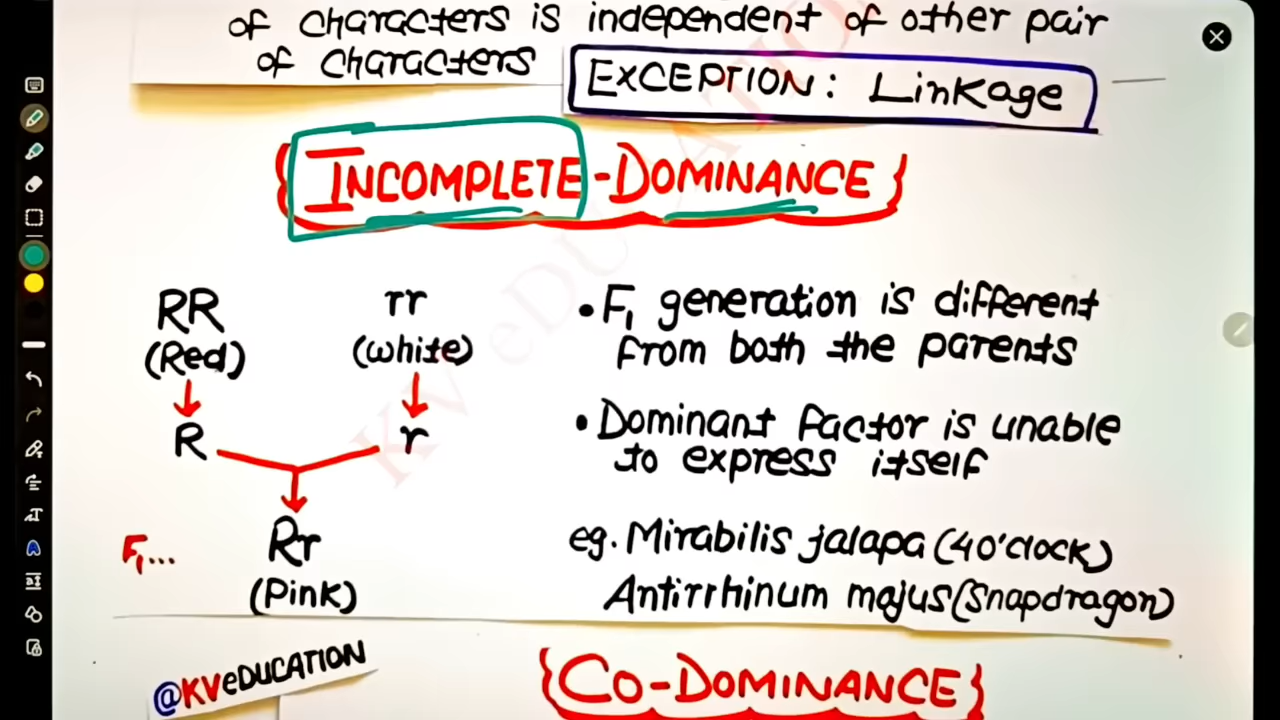 of characters is independent of other pair
of characters
EXCEPTION: Linkage
{INCOMPLETE-DOMINANCE}
RR
(Red)
R
rr
(white)
r
F₁...
Rr
(Pink)
• F₁ generation is different
from both the parents
• Dominant factor is unable
to express itself
eg. Mirabilis jalapa (4O'clock)
Antirrhinum majus (Snapdragon)
KVeDUCATION
@KVeDUCATION
{CO-DOMINANCE}